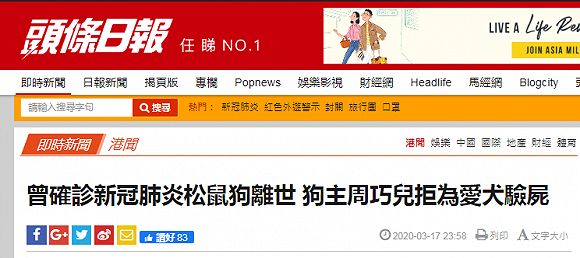 頭條日報
任睇NO.1
LIVE A Life Re
JOIN ASIA MIL
即時新聞 日報新聞 揭頁版 專欄 Popnews 娛樂影視 財經網 Headlife 馬經網 Blogcity
請輸入搜尋字句 搜尋 熱門： 新冠肺炎 紅色外遊警示 封關 旅行團 口罩
即時新聞 港聞
港聞 娛樂 中國 國際 地產 財經 體育
曾確診新冠肺炎松鼠狗離世 狗主周巧兒拒為愛犬驗屍
讚好 83
2020-03-17 23:58 列印 A 文字大小